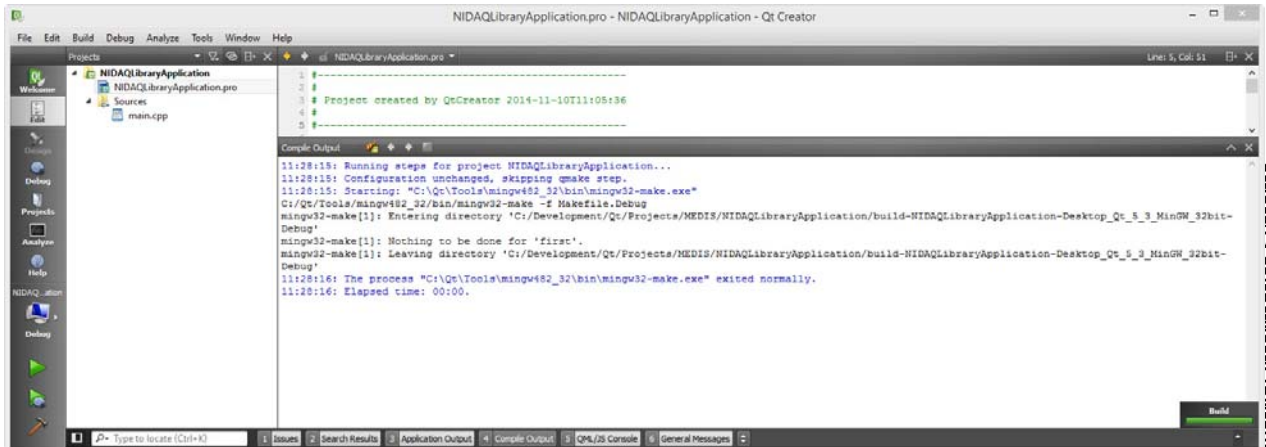 NIDAQLibraryApplication.pro - NIDAQLibraryApplication - Qt Creator
File Edit Build Debug Analyze Tools Window Help
Projects
NIDAQLibraryApplication.pro
Line: 5, Col: 51
Welcome
Edit
Design
Debug
Projects
Analyze
Help
NIDAQ...ation
Debug
NIDAQLibraryApplication
NIDAQLibraryApplication.pro
Sources
main.cpp
1 #-------------------------------------------------
2 #
3 # Project created by QtCreator 2014-11-10T11:05:36
4 #
5 #-------------------------------------------------
Compile Output
11:28:15: Running steps for project NIDAQLibraryApplication...
11:28:15: Configuration unchanged, skipping qmake step.
11:28:15: Starting: "C:\Qt\Tools\mingw482_32\bin\mingw32-make.exe"
C:/Qt/Tools/mingw482_32/bin/mingw32-make -f Makefile.Debug
mingw32-make[1]: Entering directory 'C:/Development/Qt/Projects/MEDIS/NIDAQLibraryApplication/build-NIDAQLibraryApplication-Desktop_Qt_5_3_MinGW_32bit-
Debug'
mingw32-make[1]: Nothing to be done for 'first'.
mingw32-make[1]: Leaving directory 'C:/Development/Qt/Projects/MEDIS/NIDAQLibraryApplication/build-NIDAQLibraryApplication-Desktop_Qt_5_3_MinGW_32bit-
Debug'
11:28:16: The process "C:\Qt\Tools\mingw482_32\bin\mingw32-make.exe" exited normally.
11:28:16: Elapsed time: 00:00.
Build
Type to locate (Ctrl+K)
1 Issues 2 Search Results 3 Application Output 4 Compile Output 5 QML/JS Console 6 General Messages